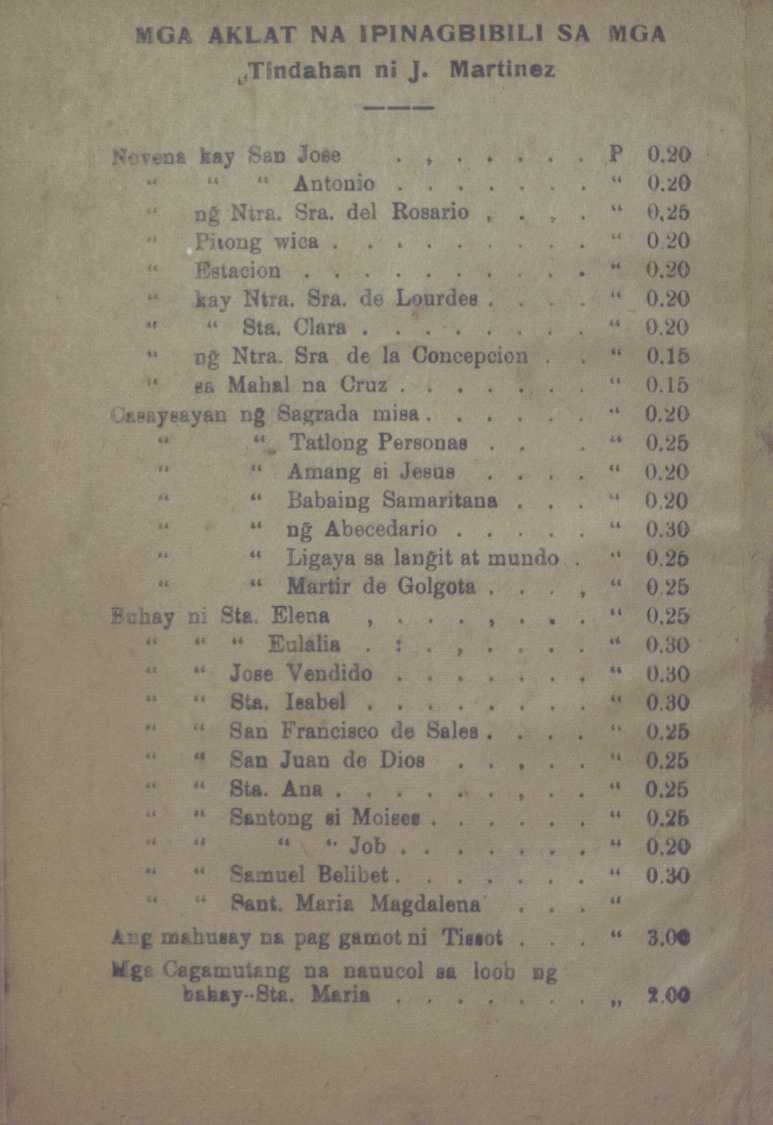 MGA AKLAT NA IPINAGBIBILI SA MGA
„Tindahan ni J. Martinez
Novena kay San Jose . , . . . . . P 0.20
“ “ “ Antonio . . . . . . . “ 0.20
“ ng̃ Ntra. Sra. del Rosario , . , . “ 0,25
“ Pitong wica . . . . . . . . . “ 0 20
“ Estacion . . . . . . . . . . “ 0.20
“ kay Ntra. Sra. de Lourdes . . . . “ 0.20
“ “ Sta. Clara . . . . . . . . “ 0.20
“ ng̃ Ntra. Sra de la Concepcion . . “ 0.15
“ sa Mahal na Cruz . . . . . . . “ 0.15
Casaysayan ng̃ Sagrada misa . . . . . . “ 0.20
“ “ Tatlong Personas . . . . “ 0.25
“ “ Amang si Jesus . . . . “ 0.20
“ “ Babaing Samaritana . . . “ 0.20
“ “ ng̃ Abecedario . . . . . “ 0.30
“ “ Ligaya sa lang̃it at mundo . “ 0.25
“ “ Martir de Golgota . . . , “ 0.25
Buhay ni Sta. Elena , . . . , . . . “ 0.25
“ “ “ Eulalia . : . , . . . . “ 0.30
“ “ Jose Vendido . . . . . . . “ 0.30
“ “ Sta. Isabel . . . . . . . . “ 0.30
“ “ San Francisco de Sales . . . . “ 0.25
“ “ San Juan de Dios . . , . . “ 0.25
“ “ Sta. Ana . . . . . . , . . “ 0.25
“ “ Santong si Moises . . . . . . “ 0.25
“ “ “ “ Job . . . . . . . “ 0.20
“ “ Samuel Belibet . . . . . . . “ 0.30
“ “ Sant. Maria Magdalena . . . “
Ang mahusay na pag gamot ni Tissot . . . “ 3.00
Mga Cagamutang na nauucol sa loob ng
bahay--Sta. Maria . . . . . . . „ 2.00